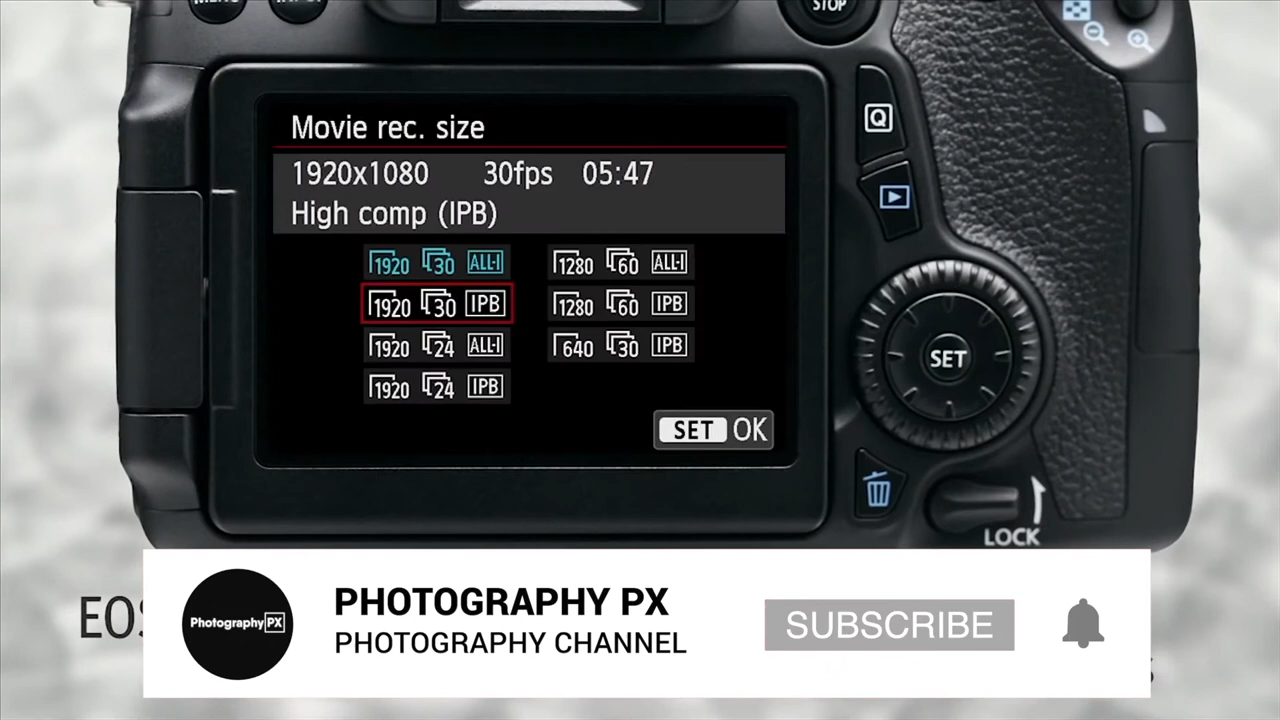 STOP
Movie rec. size
1920x1080 30fps 05:47
High comp (IPB)
1920 30 ALL-I
1280 60 ALL-I
1920 30 IPB
1280 60 IPB
1920 24 ALL-I
640 30 IPB
1920 24 IPB
SET OK
Q
SET
LOCK
EOS
PhotographyPX
PHOTOGRAPHY PX
PHOTOGRAPHY CHANNEL
SUBSCRIBE